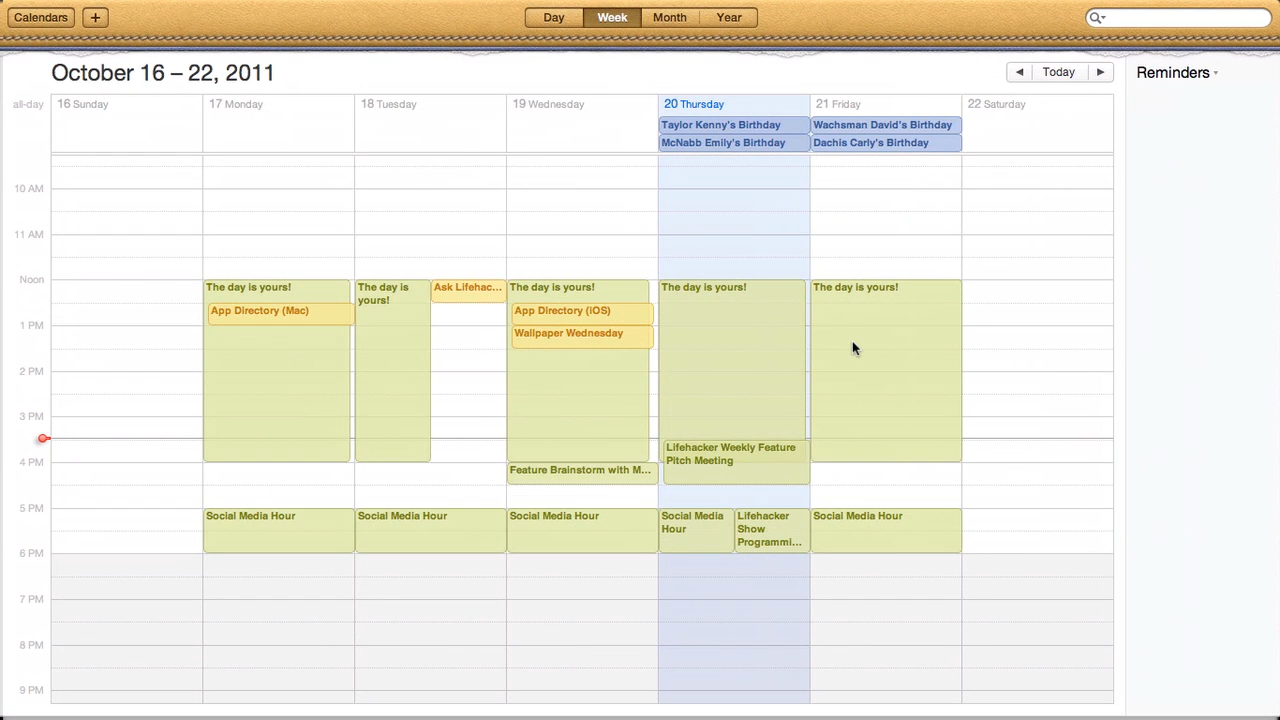 Calendars
+
Day
Week
Month
Year
October 16 – 22, 2011
Today
Reminders
all-day
16 Sunday
17 Monday
18 Tuesday
19 Wednesday
20 Thursday
21 Friday
22 Saturday
Taylor Kenny's Birthday
Wachsman David's Birthday
McNabb Emily's Birthday
Dachis Carly's Birthday
10 AM
11 AM
Noon
The day is yours!
App Directory (Mac)
The day is
yours!
Ask Lifehac...
The day is yours!
App Directory (iOS)
Wallpaper Wednesday
The day is yours!
The day is yours!
1 PM
2 PM
3 PM
Lifehacker Weekly Feature
Pitch Meeting
4 PM
Feature Brainstorm with M...
5 PM
Social Media Hour
Social Media Hour
Social Media Hour
Social Media
Hour
Lifehacker
Show
Programmi...
Social Media Hour
6 PM
7 PM
8 PM
9 PM